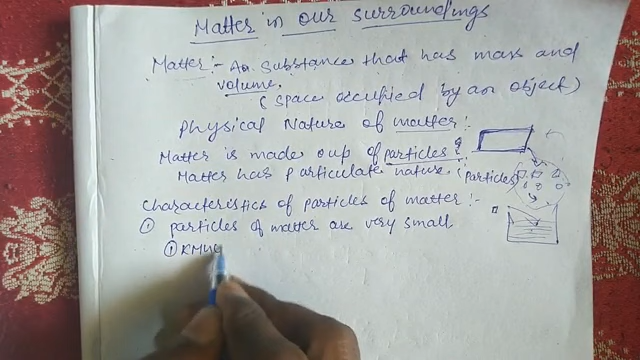 Matter in our surroundings
Matter :- An Substance that has mass and
volume.
(Space occupied by an object)
Physical Nature of matter :-
Matter is made oup of particles :-
Matter has particulate nature. (particles)
Characteristics of particles of matter :-
① particles of matter are very small
① KMn